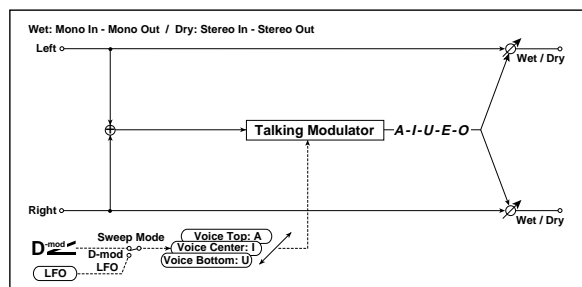 Wet: Mono In - Mono Out / Dry: Stereo In - Stereo Out
Left
Wet / Dry
Talking Modulator
A-I-U-E-O
Right
Wet / Dry
Sweep Mode
D-mod
D-mod
LFO
LFO
Voice Top: A
Voice Center: I
Voice Bottom: U